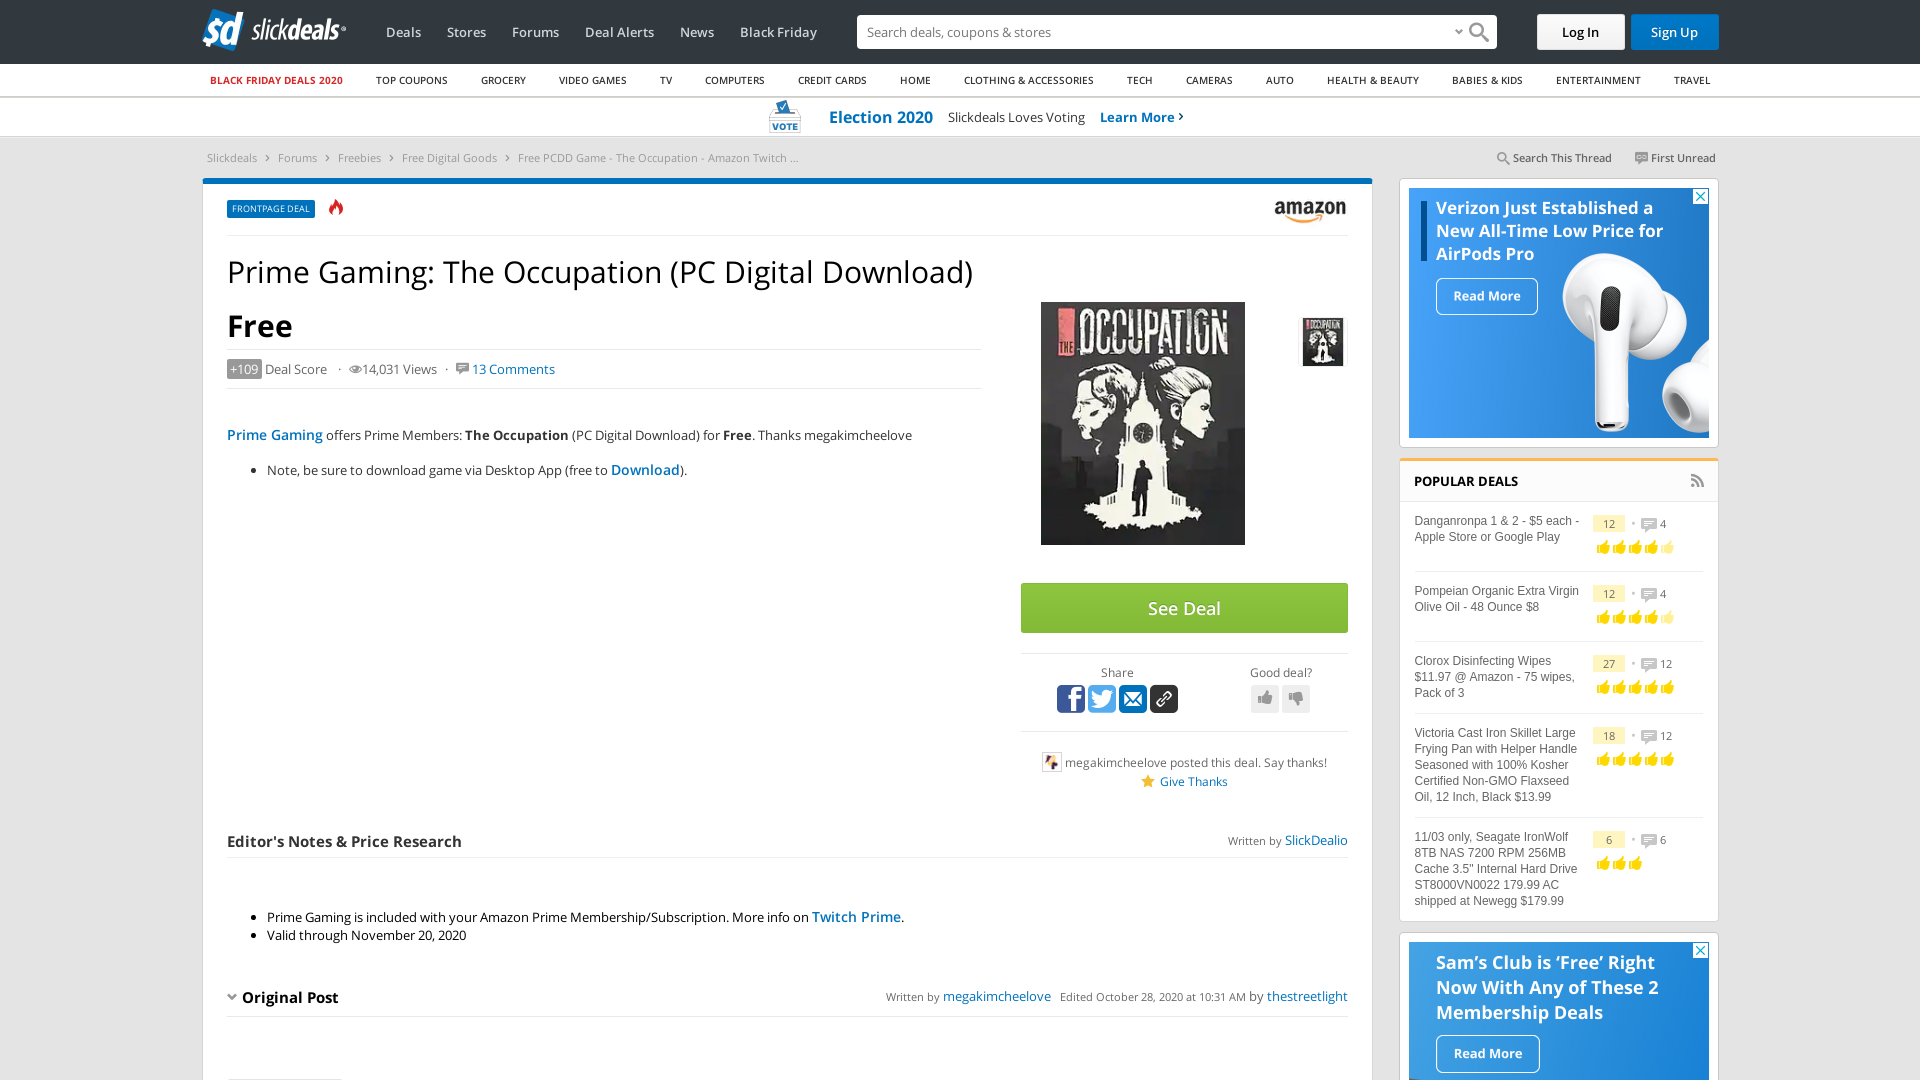 sd slickdeals
Deals Stores Forums Deal Alerts News Black Friday
Search deals, coupons & shopping
Log In Sign Up
BLACK FRIDAY DEALS 2020 TOP COUPONS GROCERY VIDEO GAMES TV COMPUTERS CREDIT CARDS HOME CLOTHING & ACCESSORIES TECH CAMERAS AUTO HEALTH & BEAUTY BABIES & KIDS ENTERTAINMENT TRAVEL
VOTE Election 2020 Slickdeals Loves Voting Learn More
Slickdeals > Forums > Freebies > Free Digital Goods > Free PCDD Game - The Occupation - Amazon Twitch ...
Search This Thread First Unread
FRONTPAGE DEAL
amazon
Prime Gaming: The Occupation (PC Digital Download)
Free
+109 Deal Score · 14,031 Views · 13 Comments
Prime Gaming offers Prime Members: The Occupation (PC Digital Download) for Free. Thanks megakimcheelove
• Note, be sure to download game via Desktop App (free to Download).
THE OCCUPATION
THE OCCUPATION
See Deal
Share
Good deal?
megakimcheelove posted this deal. Say thanks!
Give Thanks
Editor's Notes & Price Research
Written by SlickDealio
• Prime Gaming is included with your Amazon Prime Membership/Subscription. More info on Twitch Prime.
• Valid through November 20, 2020
Original Post
Written by megakimcheelove Edited October 28, 2020 at 10:31 AM by thestreetlight
Verizon Just Established a
New All-Time Low Price for
AirPods Pro
Read More
POPULAR DEALS
Danganronpa 1 & 2 - $5 each -
Apple Store or Google Play
12 • 4
Pompeian Organic Extra Virgin
Olive Oil - 48 Ounce $8
12 • 4
Clorox Disinfecting Wipes
$11.97 @ Amazon - 75 wipes,
Pack of 3
27 • 12
Victoria Cast Iron Skillet Large
Frying Pan with Helper Handle
Seasoned with 100% Kosher
Certified Non-GMO Flaxseed
Oil, 12 Inch, Black $13.99
18 • 12
11/03 only, Seagate IronWolf
8TB NAS 7200 RPM 256MB
Cache 3.5" Internal Hard Drive
ST8000VN0022 179.99 AC
shipped at Newegg $179.99
6 • 6
Sam's Club is 'Free' Right
Now With Any of These 2
Membership Deals
Read More